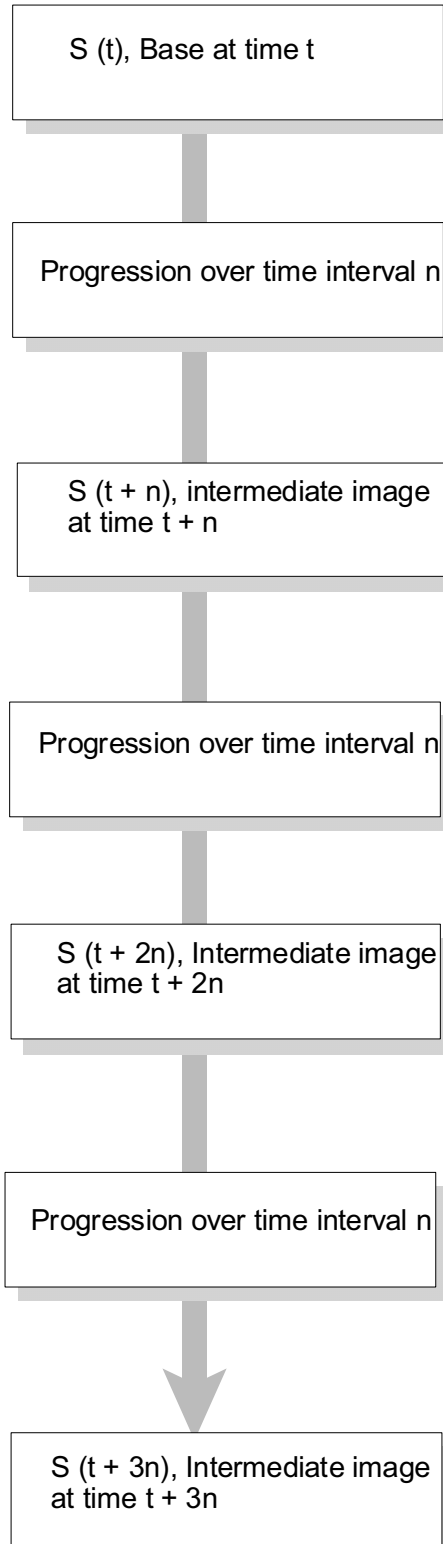 S (t), Base at time t
Progression over time interval n
S (t + n), intermediate image
at time t + n
Progression over time interval n
S (t + 2n), Intermediate image
at time t + 2n
Progression over time interval n
S (t + 3n), Intermediate image
at time t + 3n